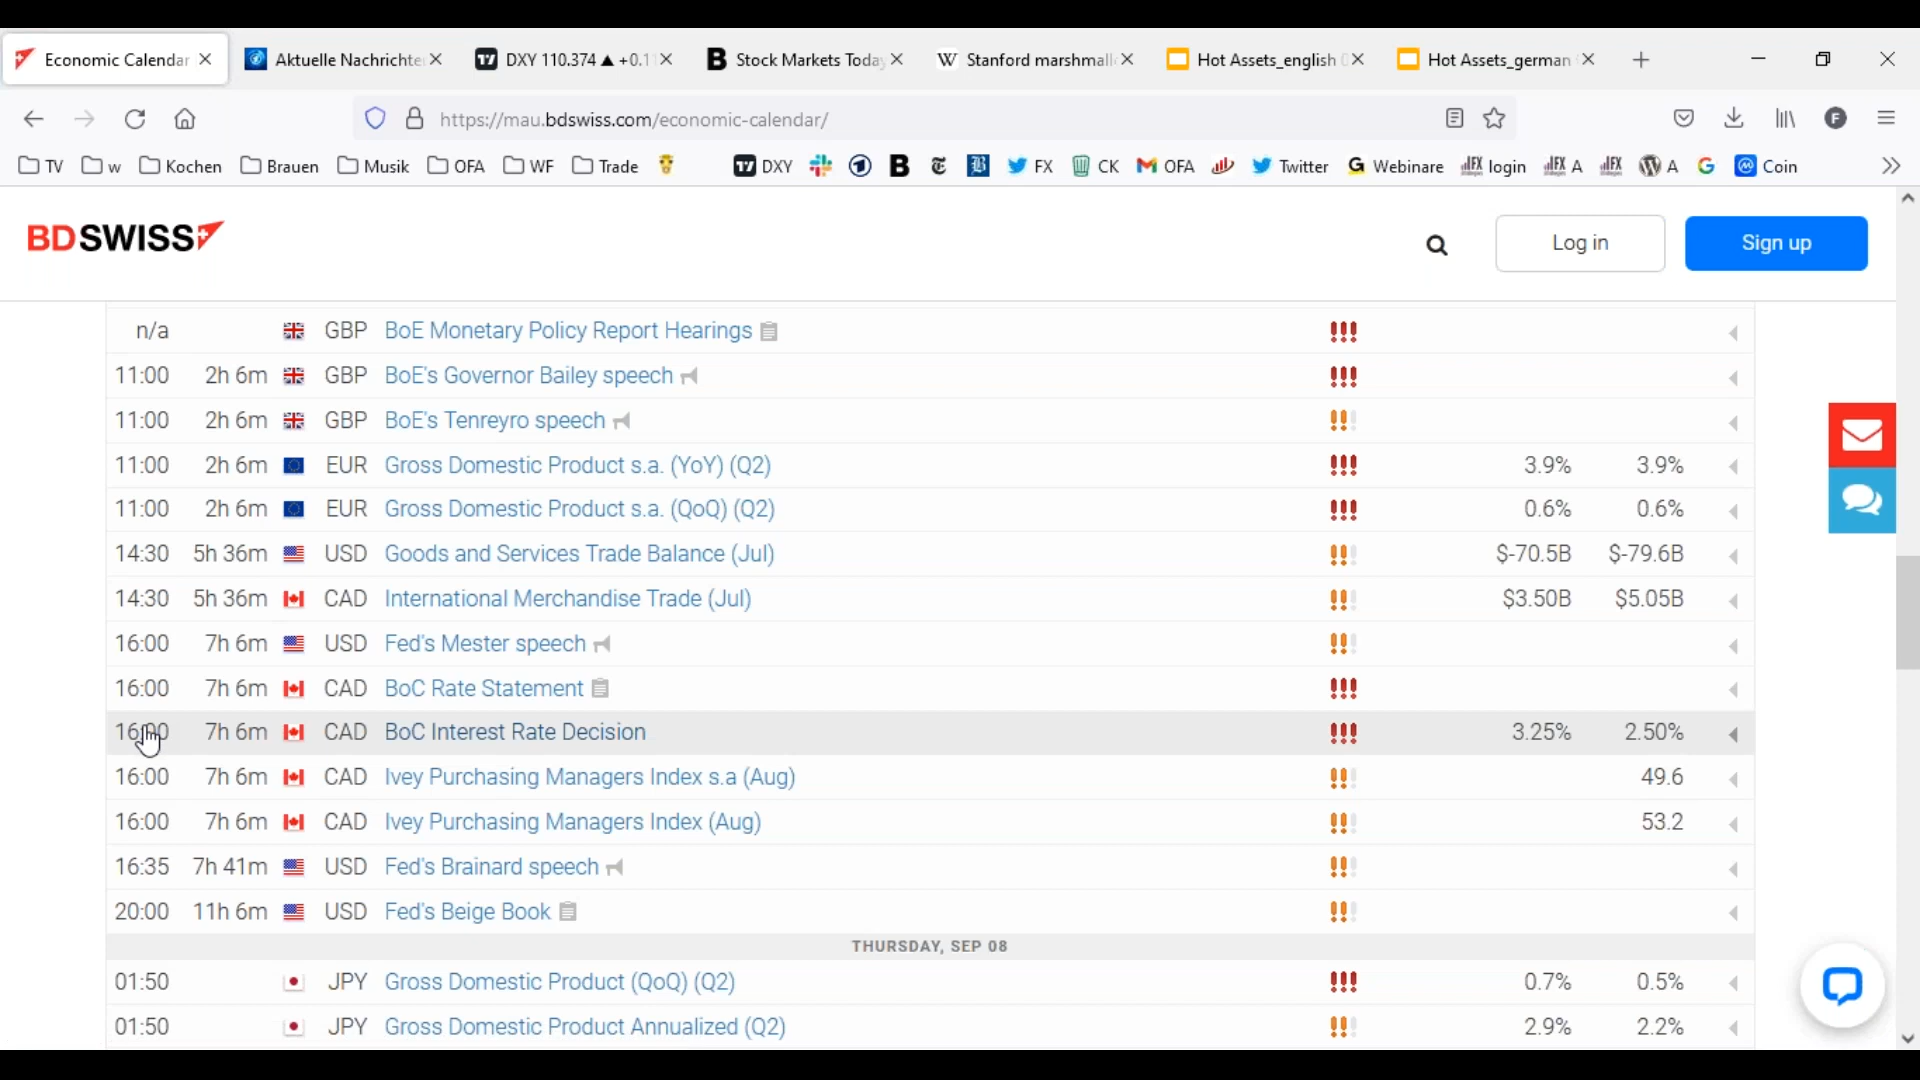 Economic Calendar
Aktuelle Nachrichte
DXY 110.374 ▲ +0.1
Stock Markets Today
Stanford marshmall
Hot Assets_english
Hot Assets_german
https://mau.bdswiss.com/economic-calendar/
TV w Kochen Brauen Musik OFA WF Trade DXY B FX CK OFA Twitter G Webinare login A A G Coin
BDSWISS
Log in
Sign up
n/a GBP BoE Monetary Policy Report Hearings
11:00 2h 6m GBP BoE's Governor Bailey speech
11:00 2h 6m GBP BoE's Tenreyro speech
11:00 2h 6m EUR Gross Domestic Product s.a. (YoY) (Q2) 3.9% 3.9%
11:00 2h 6m EUR Gross Domestic Product s.a. (QoQ) (Q2) 0.6% 0.6%
14:30 5h 36m USD Goods and Services Trade Balance (Jul) $-70.5B $-79.6B
14:30 5h 36m CAD International Merchandise Trade (Jul) $3.50B $5.05B
16:00 7h 6m USD Fed's Mester speech
16:00 7h 6m CAD BoC Rate Statement
16:00 7h 6m CAD BoC Interest Rate Decision 3.25% 2.50%
16:00 7h 6m CAD Ivey Purchasing Managers Index s.a (Aug) 49.6
16:00 7h 6m CAD Ivey Purchasing Managers Index (Aug) 53.2
16:35 7h 41m USD Fed's Brainard speech
20:00 11h 6m USD Fed's Beige Book
THURSDAY, SEP 08
01:50 JPY Gross Domestic Product (QoQ) (Q2) 0.7% 0.5%
01:50 JPY Gross Domestic Product Annualized (Q2) 2.9% 2.2%